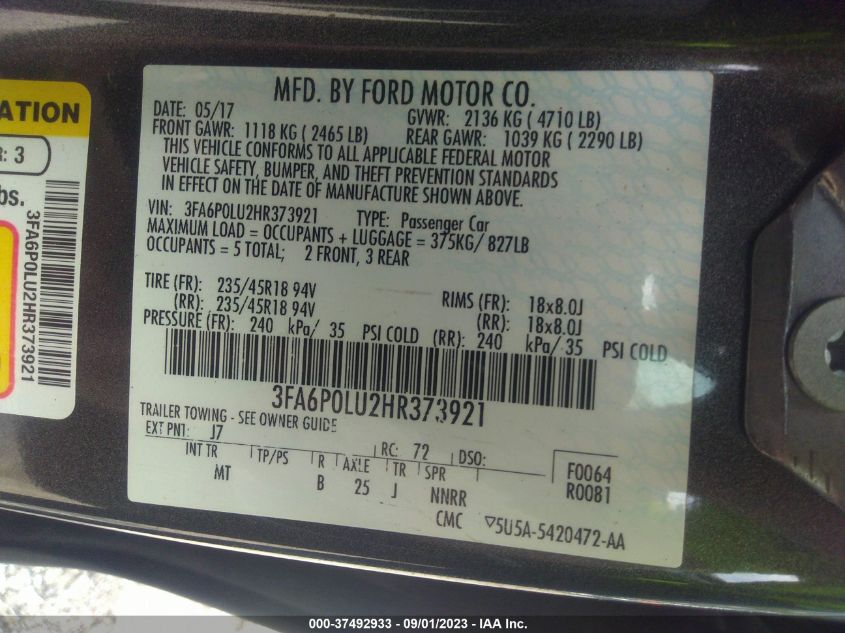 MFD. BY FORD MOTOR CO.
DATE: 05/17 GVWR: 2136 KG ( 4710 LB)
FRONT GAWR: 1118 KG ( 2465 LB) REAR GAWR: 1039 KG ( 2290 LB)
THIS VEHICLE CONFORMS TO ALL APPLICABLE FEDERAL MOTOR
VEHICLE SAFETY, BUMPER, AND THEFT PREVENTION STANDARDS
IN EFFECT ON THE DATE OF MANUFACTURE SHOWN ABOVE.
VIN: 3FA6P0LU2HR373921 TYPE: Passenger Car
MAXIMUM LOAD = OCCUPANTS + LUGGAGE = 375KG/ 827LB
OCCUPANTS = 5 TOTAL; 2 FRONT, 3 REAR
TIRE (FR): 235/45R18 94V RIMS (FR): 18x8.0J
(RR): 235/45R18 94V (RR): 18x8.0J
PRESSURE (FR): 240 kPa/ 35 PSI COLD (RR): 240 kPa/ 35 PSI COLD
3FA6P0LU2HR373921
TRAILER TOWING - SEE OWNER GUIDE
EXT PNT: J7 RC: 72 DSO:
INT TR TP/PS R AXLE TR SPR F0064
MT B 25 J NNRR R0081
CMC ▽5U5A-5420472-AA
ATION
R: 3
bs.
3FA6P0LU2HR373921
000-37492933 - 09/01/2023 - IAA Inc.